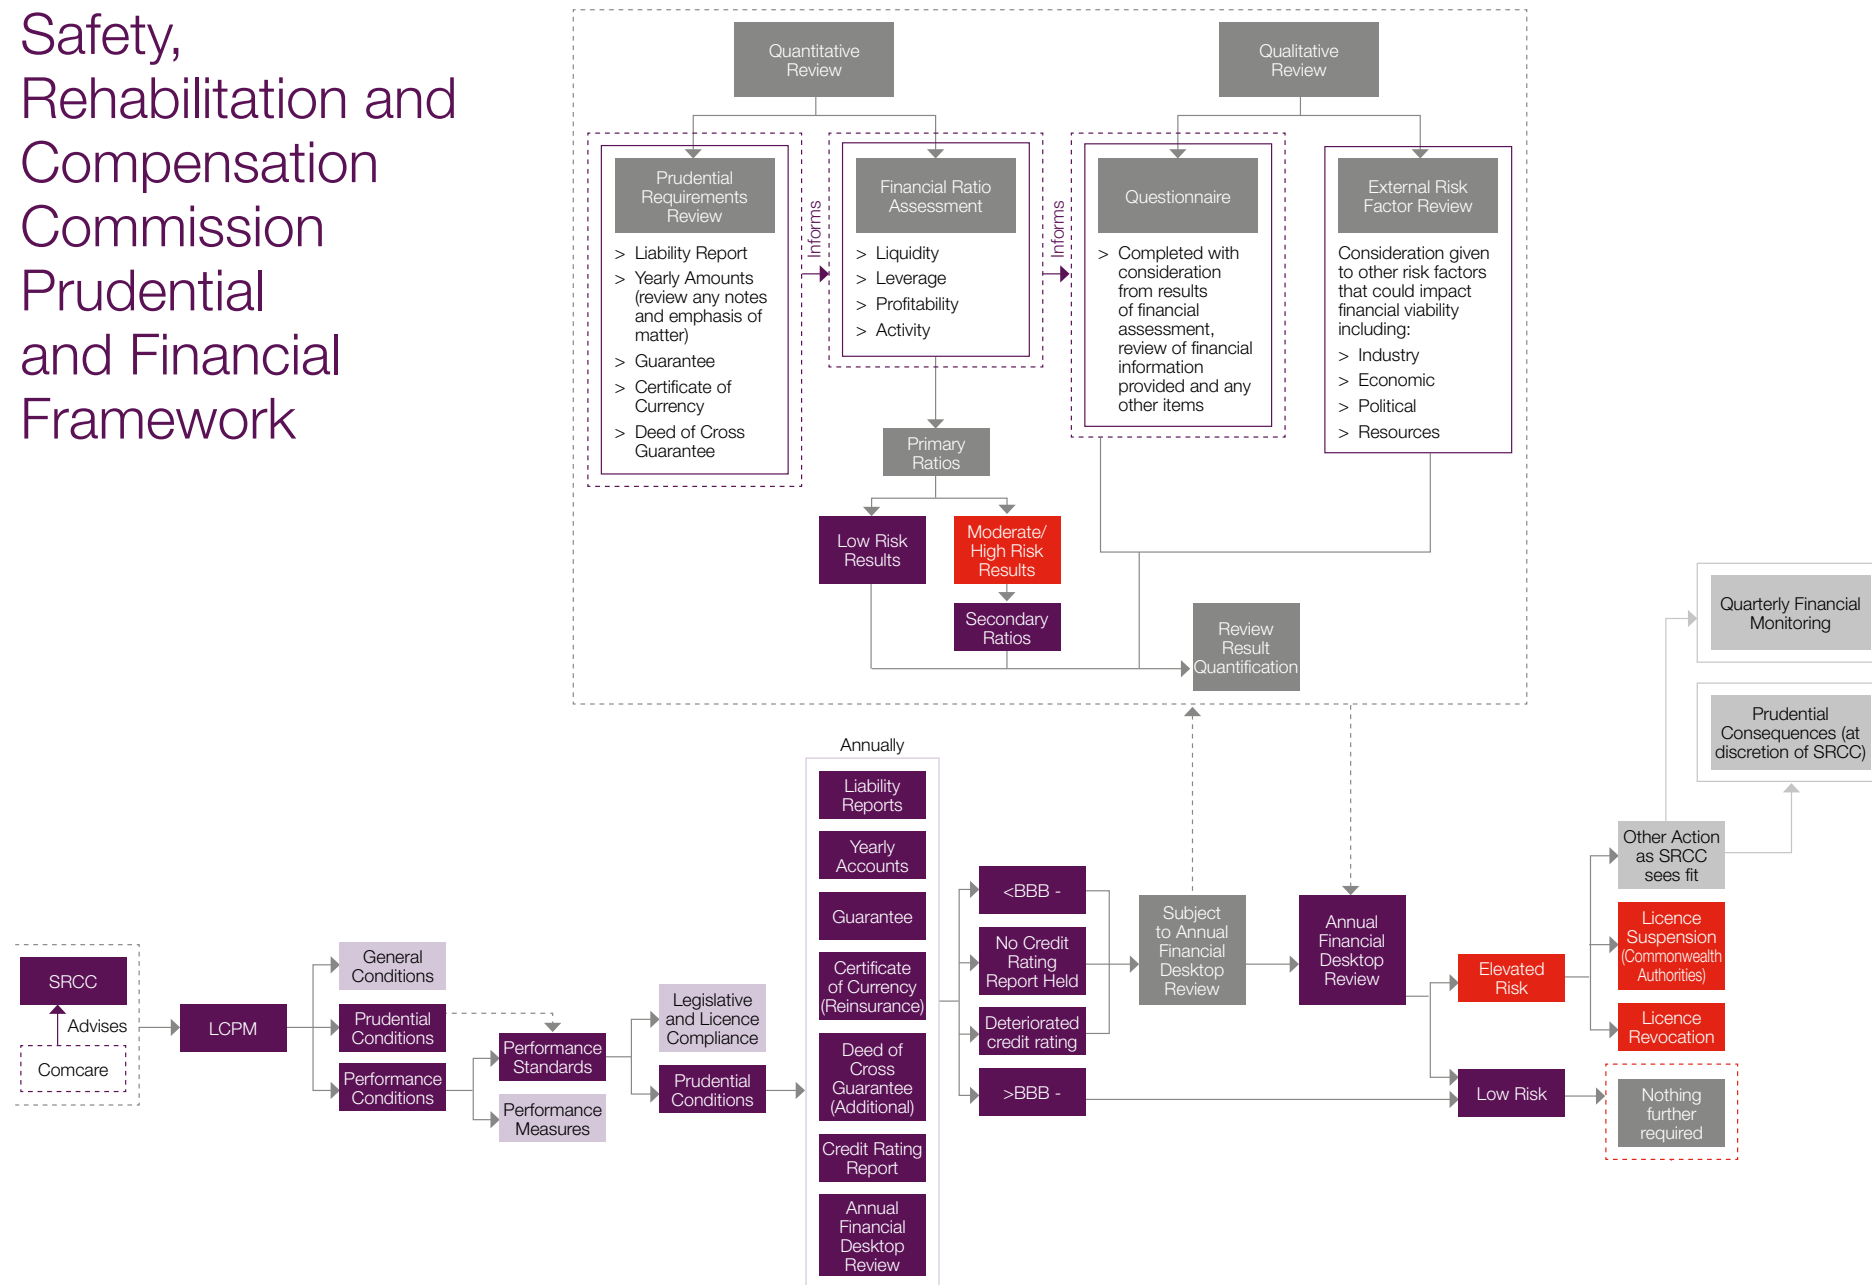 Safety,
Rehabilitation and
Compensation
Commission
Prudential
and Financial
Framework
Quantitative
Review
Qualitative
Review
Prudential
Requirements
Review
> Liability Report
> Yearly Amounts
(review any notes
and emphasis of
matter)
> Guarantee
> Certificate of
Currency
> Deed of Cross
Guarantee
Informs
Financial Ratio
Assessment
> Liquidity
> Leverage
> Profitability
> Activity
Informs
Questionnaire
> Completed with
consideration
from results
of financial
assessment,
review of financial
information
provided and any
other items
External Risk
Factor Review
Consideration given
to other risk factors
that could impact
financial viability
including:
> Industry
> Economic
> Political
> Resources
Primary
Ratios
Low Risk
Results
Moderate/
High Risk
Results
Secondary
Ratios
Review
Result
Quantification
Quarterly Financial
Monitoring
Prudential
Consequences (at
discretion of SRCC)
SRCC
Advises
Comcare
LCPM
General
Conditions
Prudential
Conditions
Performance
Conditions
Performance
Standards
Performance
Measures
Legislative
and Licence
Compliance
Prudential
Conditions
Annually
Liability
Reports
Yearly
Accounts
Guarantee
Certificate
of Currency
(Reinsurance)
Deed of
Cross
Guarantee
(Additional)
Credit Rating
Report
Annual
Financial
Desktop
Review
<BBB -
No Credit
Rating
Report Held
Deteriorated
credit rating
>BBB -
Subject
to Annual
Financial
Desktop
Review
Annual
Financial
Desktop
Review
Elevated
Risk
Low Risk
Other Action
as SRCC
sees fit
Licence
Suspension
(Commonwealth
Authorities)
Licence
Revocation
Nothing
further
required